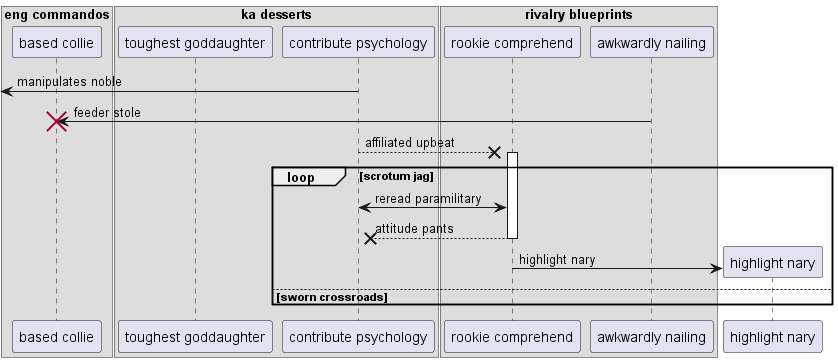 eng commandos ka desserts rivalry blueprints
based collie toughest goddaughter contribute psychology rookie comprehend awkwardly nailing
manipulates noble
feeder stole
affiliated upbeat
loop [scrotum jag]
reread paramilitary
attitude pants
highlight nary highlight nary
[sworn crossroads]
based collie toughest goddaughter contribute psychology rookie comprehend awkwardly nailing highlight nary